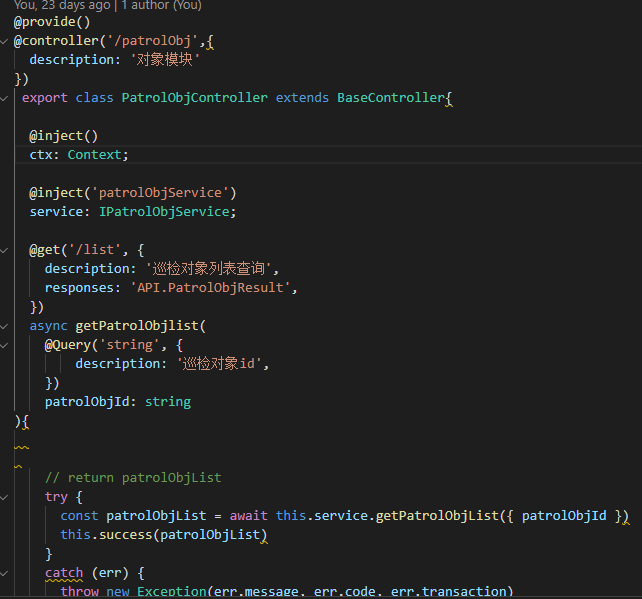 You, 23 days ago | 1 author (You)
@provide()
@controller('/patrolObj',{
description: '对象模块'
})
export class PatrolObjController extends BaseController{
@inject()
ctx: Context;
@inject('patrolObjService')
service: IPatrolObjService;
@get('/list', {
description: '巡检对象列表查询',
responses: 'API.PatrolObjResult',
})
async getPatrolObjlist(
@Query('string', {
description: '巡检对象id',
})
patrolObjId: string
){
// return patrolObjList
try {
const patrolObjList = await this.service.getPatrolObjList({ patrolObjId })
this.success(patrolObjList)
}
catch (err) {
throw new Exception(err.message, err.code, err.transaction)